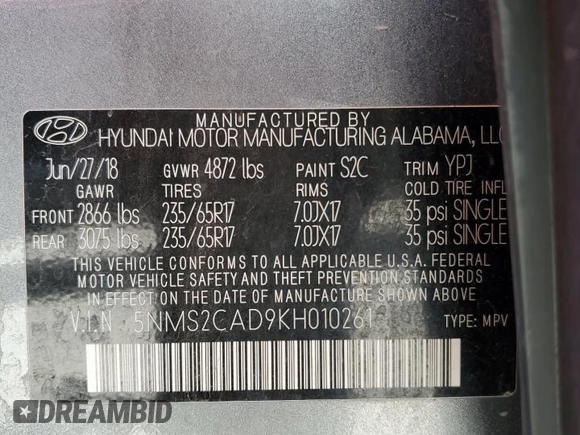 MANUFACTURED BY
HYUNDAI MOTOR MANUFACTURING ALABAMA, LLC
Jun/27/18 GVWR 4872 lbs PAINT S2C TRIM YPJ
GAWR TIRES RIMS COLD TIRE INFL
FRONT 2866 lbs 235/65R17 7.0JX17 35 psi SINGLE
REAR 3075 lbs 235/65R17 7.0JX17 35 psi SINGLE
THIS VEHICLE CONFORMS TO ALL APPLICABLE U.S.A. FEDERAL
MOTOR VEHICLE SAFETY AND THEFT PREVENTION STANDARDS
IN EFFECT ON THE DATE OF MANUFACTURE SHOWN ABOVE
V.I.N 5NMS2CAD9KH010261 TYPE: MPV
DREAMBID